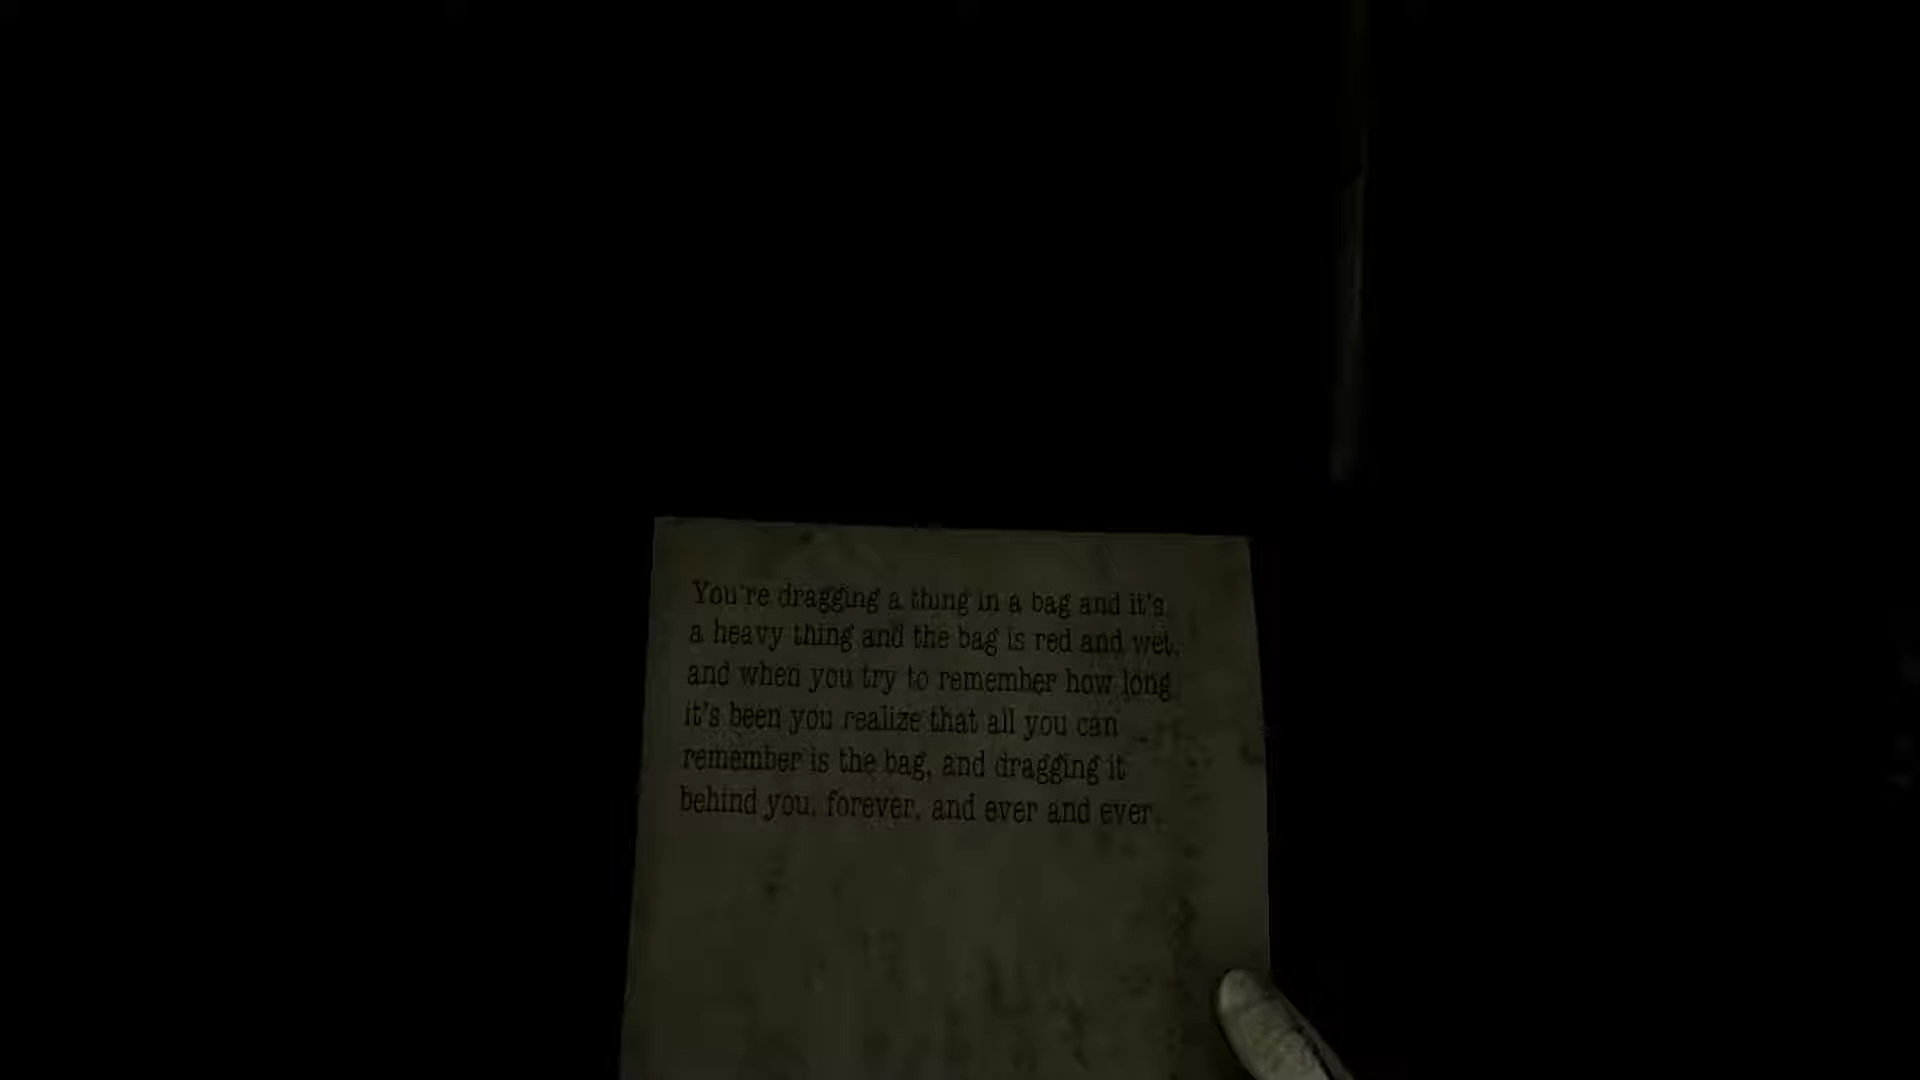 You're dragging a thing in a bag and it's
a heavy thing and the bag is red and wet,
and when you try to remember how long
it's been you realize that all you can
remember is the bag, and dragging it
behind you, forever, and ever and ever.